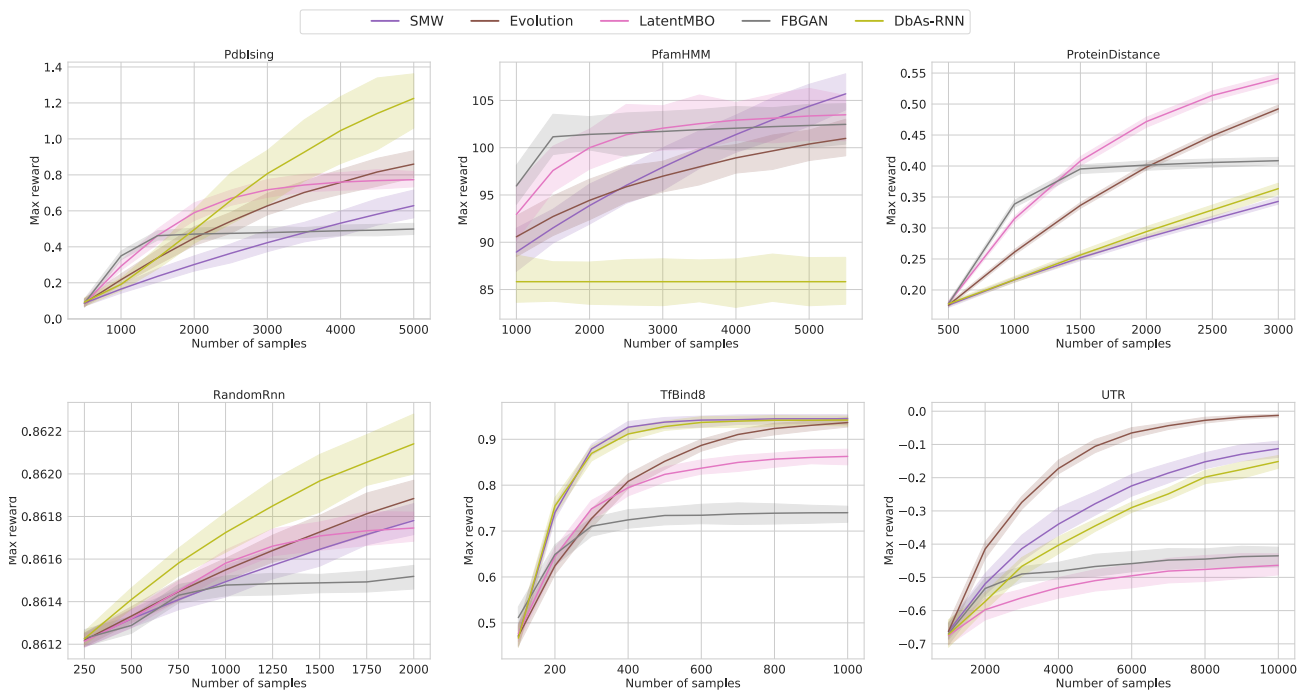 SMW Evolution LatentMBO FBGAN DbAs-RNN
PdbIsing PfamHMM ProteinDistance
Max reward
1.4
1.2
1.0
0.8
0.6
0.4
0.2
0.0
1000 2000 3000 4000 5000
Number of samples
Max reward
105
100
95
90
85
1000 2000 3000 4000 5000
Number of samples
Max reward
0.55
0.50
0.45
0.40
0.35
0.30
0.25
0.20
500 1000 1500 2000 2500 3000
Number of samples
RandomRnn TfBind8 UTR
Max reward
0.8622
0.8620
0.8618
0.8616
0.8614
0.8612
250 500 750 1000 1250 1500 1750 2000
Number of samples
Max reward
0.9
0.8
0.7
0.6
0.5
200 400 600 800 1000
Number of samples
Max reward
0.0
−0.1
−0.2
−0.3
−0.4
−0.5
−0.6
−0.7
2000 4000 6000 8000 10000
Number of samples